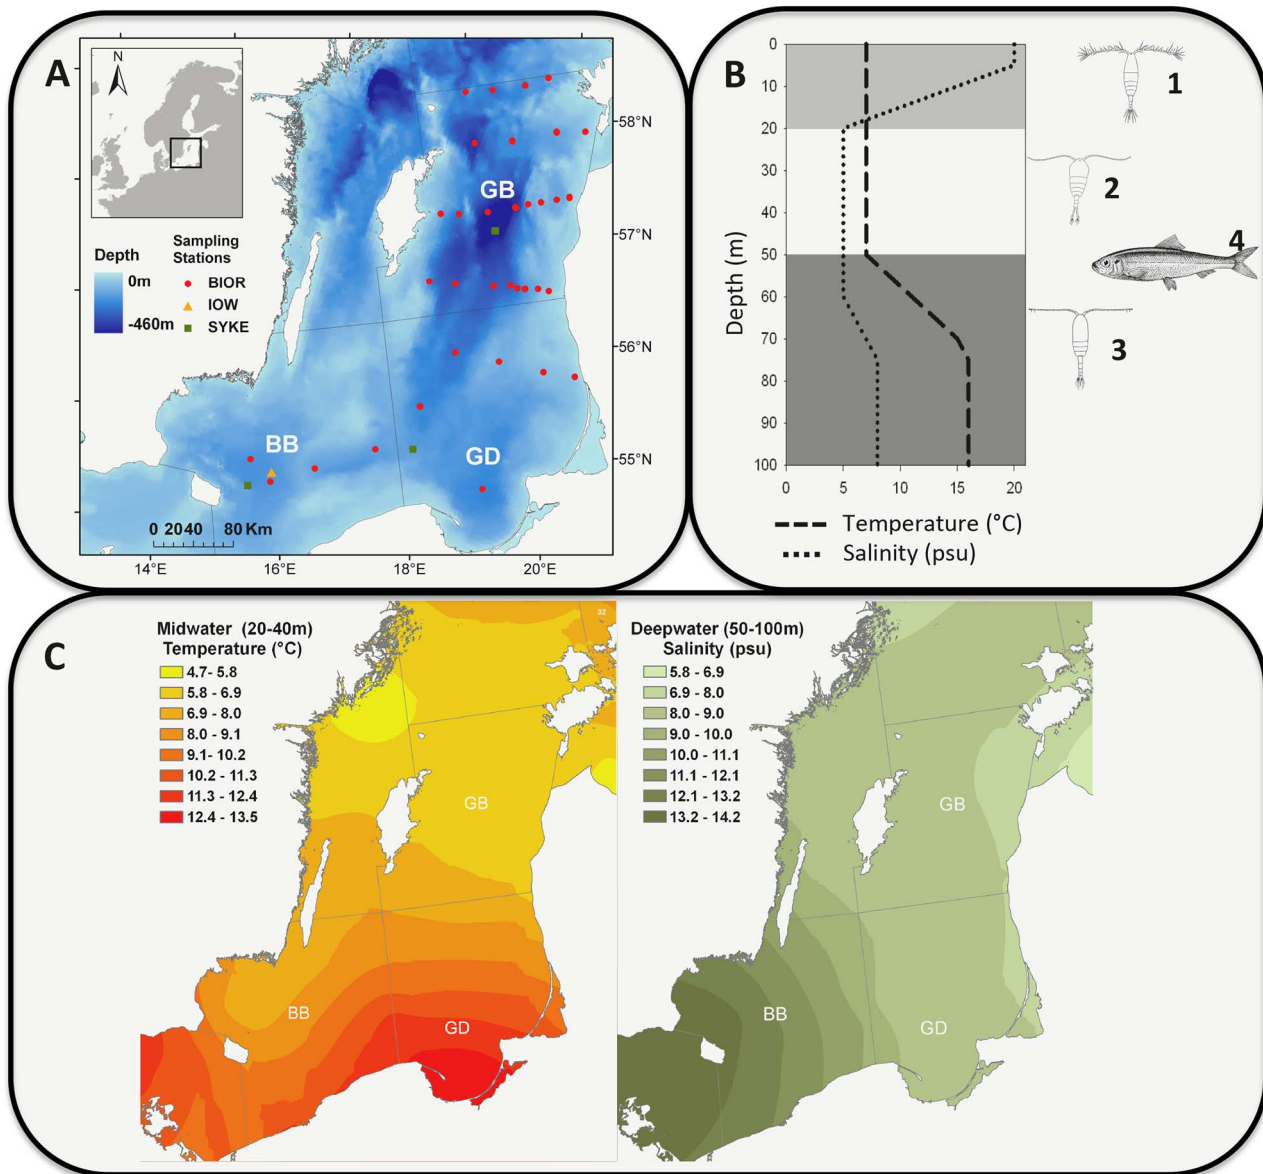 A
N
Depth
0m
-460m
Sampling
Stations
BIOR
IOW
SYKE
GB
BB
GD
0 20 40 80 Km
58°N
57°N
56°N
55°N
14°E
16°E
18°E
20°E
B
Depth (m)
0
10
20
30
40
50
60
70
80
90
100
0
5
10
15
20
Temperature (°C)
Salinity (psu)
1
2
4
3
C
Midwater (20-40m)
Temperature (°C)
4.7- 5.8
5.8 - 6.9
6.9 - 8.0
8.0 - 9.1
9.1- 10.2
10.2 - 11.3
11.3 - 12.4
12.4 - 13.5
32
GB
BB
GD
Deepwater (50-100m)
Salinity (psu)
5.8 - 6.9
6.9 - 8.0
8.0 - 9.0
9.0 - 10.0
10.0 - 11.1
11.1 - 12.1
12.1 - 13.2
13.2 - 14.2
GB
BB
GD